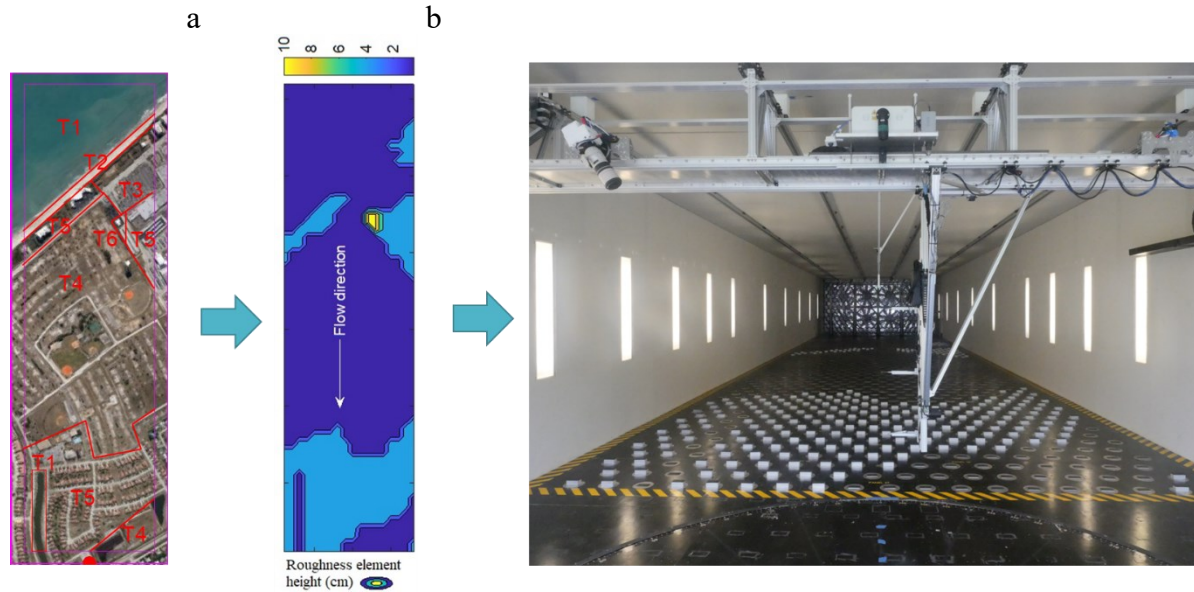 a
b
10 8 6 4 2
T1
T2
T3
T5
T6
T5
T4
T1
T5
T4
Flow direction
Roughness element
height (cm)